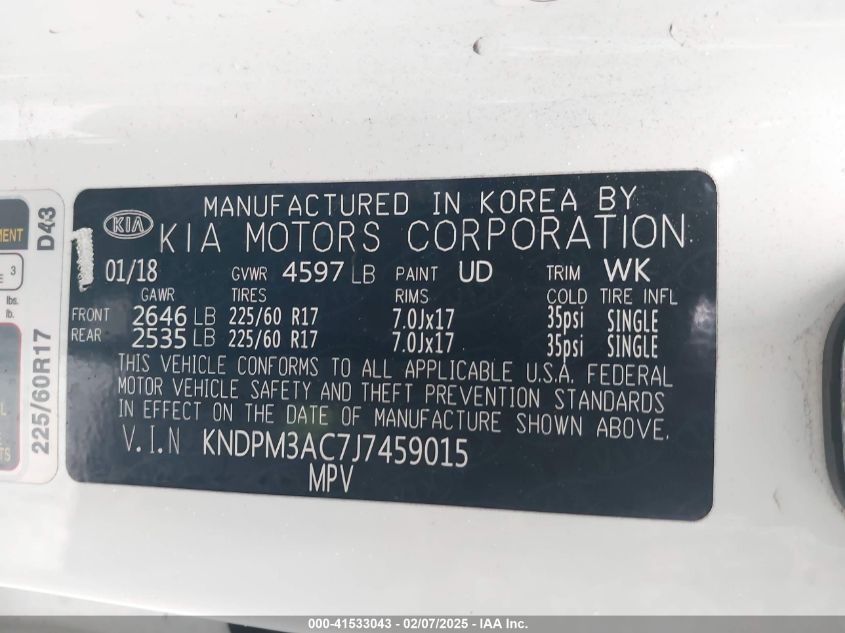 MANUFACTURED IN KOREA BY
KIA KIA MOTORS CORPORATION
01/18 GVWR 4597 LB PAINT UD TRIM WK
GAWR TIRES RIMS COLD TIRE INFL
FRONT 2646 LB 225/60 R17 7.0Jx17 35psi SINGLE
REAR 2535 LB 225/60 R17 7.0Jx17 35psi SINGLE
THIS VEHICLE CONFORMS TO ALL APPLICABLE U.S.A. FEDERAL
MOTOR VEHICLE SAFETY AND THEFT PREVENTION STANDARDS
IN EFFECT ON THE DATE OF MANUFACTURE SHOWN ABOVE.
V.I.N KNDPM3AC7J7459015
MPV
D43
225/60R17
3
lbs.
lb.
000-41533043 - 02/07/2025 - IAA Inc.